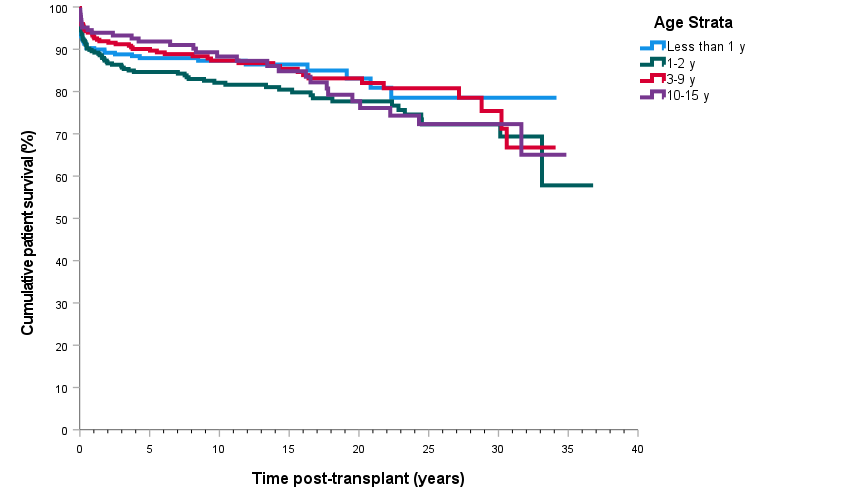 Age Strata
Less than 1 y
1-2 y
3-9 y
10-15 y
Cumulative patient survival (%)
100
90
80
70
60
50
40
30
20
10
0
0 5 10 15 20 25 30 35 40
Time post-transplant (years)